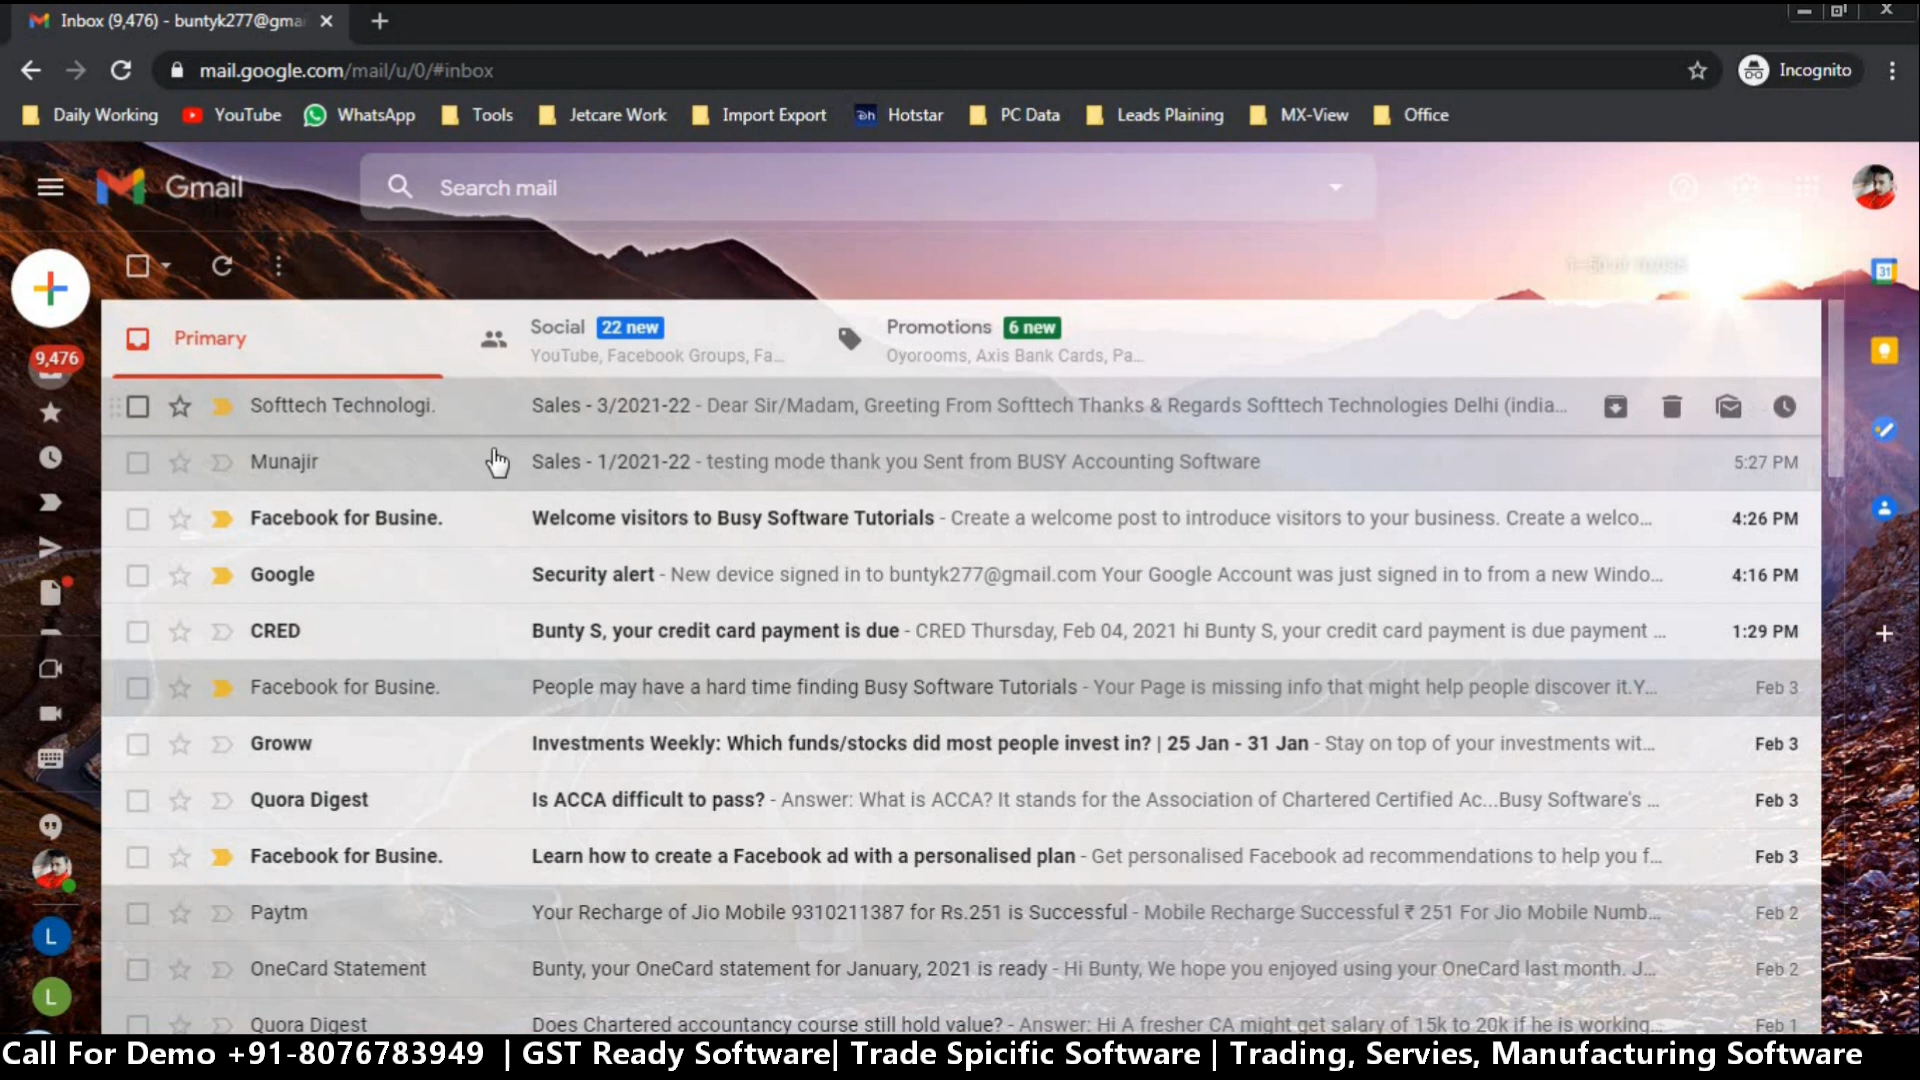 Inbox (9,476) - buntyk277@gmai
mail.google.com/mail/u/0/#inbox
Incognito
Daily Working YouTube WhatsApp Tools Jetcare Work Import Export Hotstar PC Data Leads Plaining MX-View Office
Gmail
Search mail
31
9,476
Primary
Social 22 new
YouTube, Facebook Groups, Fa...
Promotions 6 new
Oyorooms, Axis Bank Cards, Pa...
Softtech Technologi. Sales - 3/2021-22 - Dear Sir/Madam, Greeting From Softtech Thanks & Regards Softtech Technologies Delhi (india...
Munajir Sales - 1/2021-22 - testing mode thank you Sent from BUSY Accounting Software 5:27 PM
Facebook for Busine. Welcome visitors to Busy Software Tutorials - Create a welcome post to introduce visitors to your business. Create a welco... 4:26 PM
Google Security alert - New device signed in to buntyk277@gmail.com Your Google Account was just signed in to from a new Windo... 4:16 PM
CRED Bunty S, your credit card payment is due - CRED Thursday, Feb 04, 2021 hi Bunty S, your credit card payment is due payment ... 1:29 PM
Facebook for Busine. People may have a hard time finding Busy Software Tutorials - Your Page is missing info that might help people discover it.Y... Feb 3
Groww Investments Weekly: Which funds/stocks did most people invest in? | 25 Jan - 31 Jan - Stay on top of your investments wit... Feb 3
Quora Digest Is ACCA difficult to pass? - Answer: What is ACCA? It stands for the Association of Chartered Certified Ac...Busy Software's ... Feb 3
Facebook for Busine. Learn how to create a Facebook ad with a personalised plan - Get personalised Facebook ad recommendations to help you f... Feb 3
Paytm Your Recharge of Jio Mobile 9310211387 for Rs.251 is Successful - Mobile Recharge Successful ₹ 251 For Jio Mobile Numb... Feb 2
OneCard Statement Bunty, your OneCard statement for January, 2021 is ready - Hi Bunty, We hope you enjoyed using your OneCard last month. J... Feb 2
Quora Digest Does Chartered accountancy course still hold value? - Answer: Hi A fresher CA might get salary of 15k to 20k if he is working... Feb 1
L
L
Call For Demo +91-8076783949 | GST Ready Software| Trade Spicific Software | Trading, Servies, Manufacturing Software